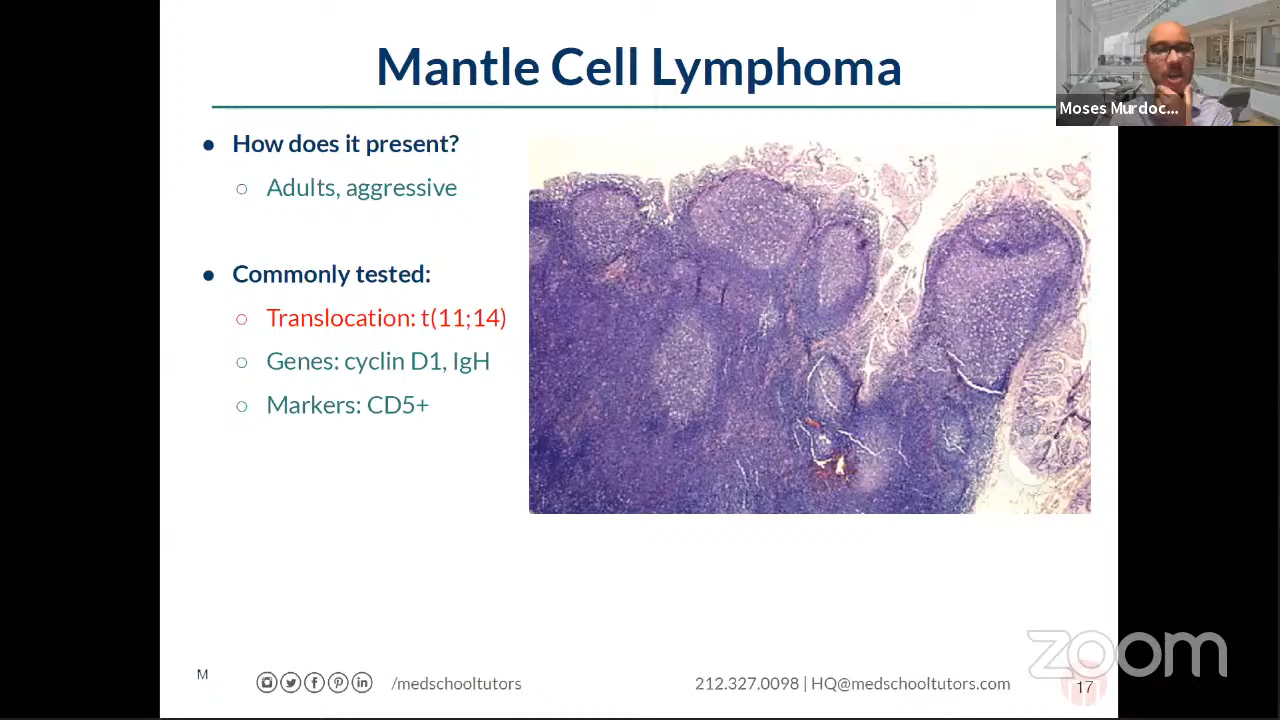 Mantle Cell Lymphoma
Moses Murdoc...
● How does it present?
○ Adults, aggressive
● Commonly tested:
○ Translocation: t(11;14)
○ Genes: cyclin D1, IgH
○ Markers: CD5+
M
/medschooltutors
212.327.0098 | HQ@medschooltutors.com
17
zoom